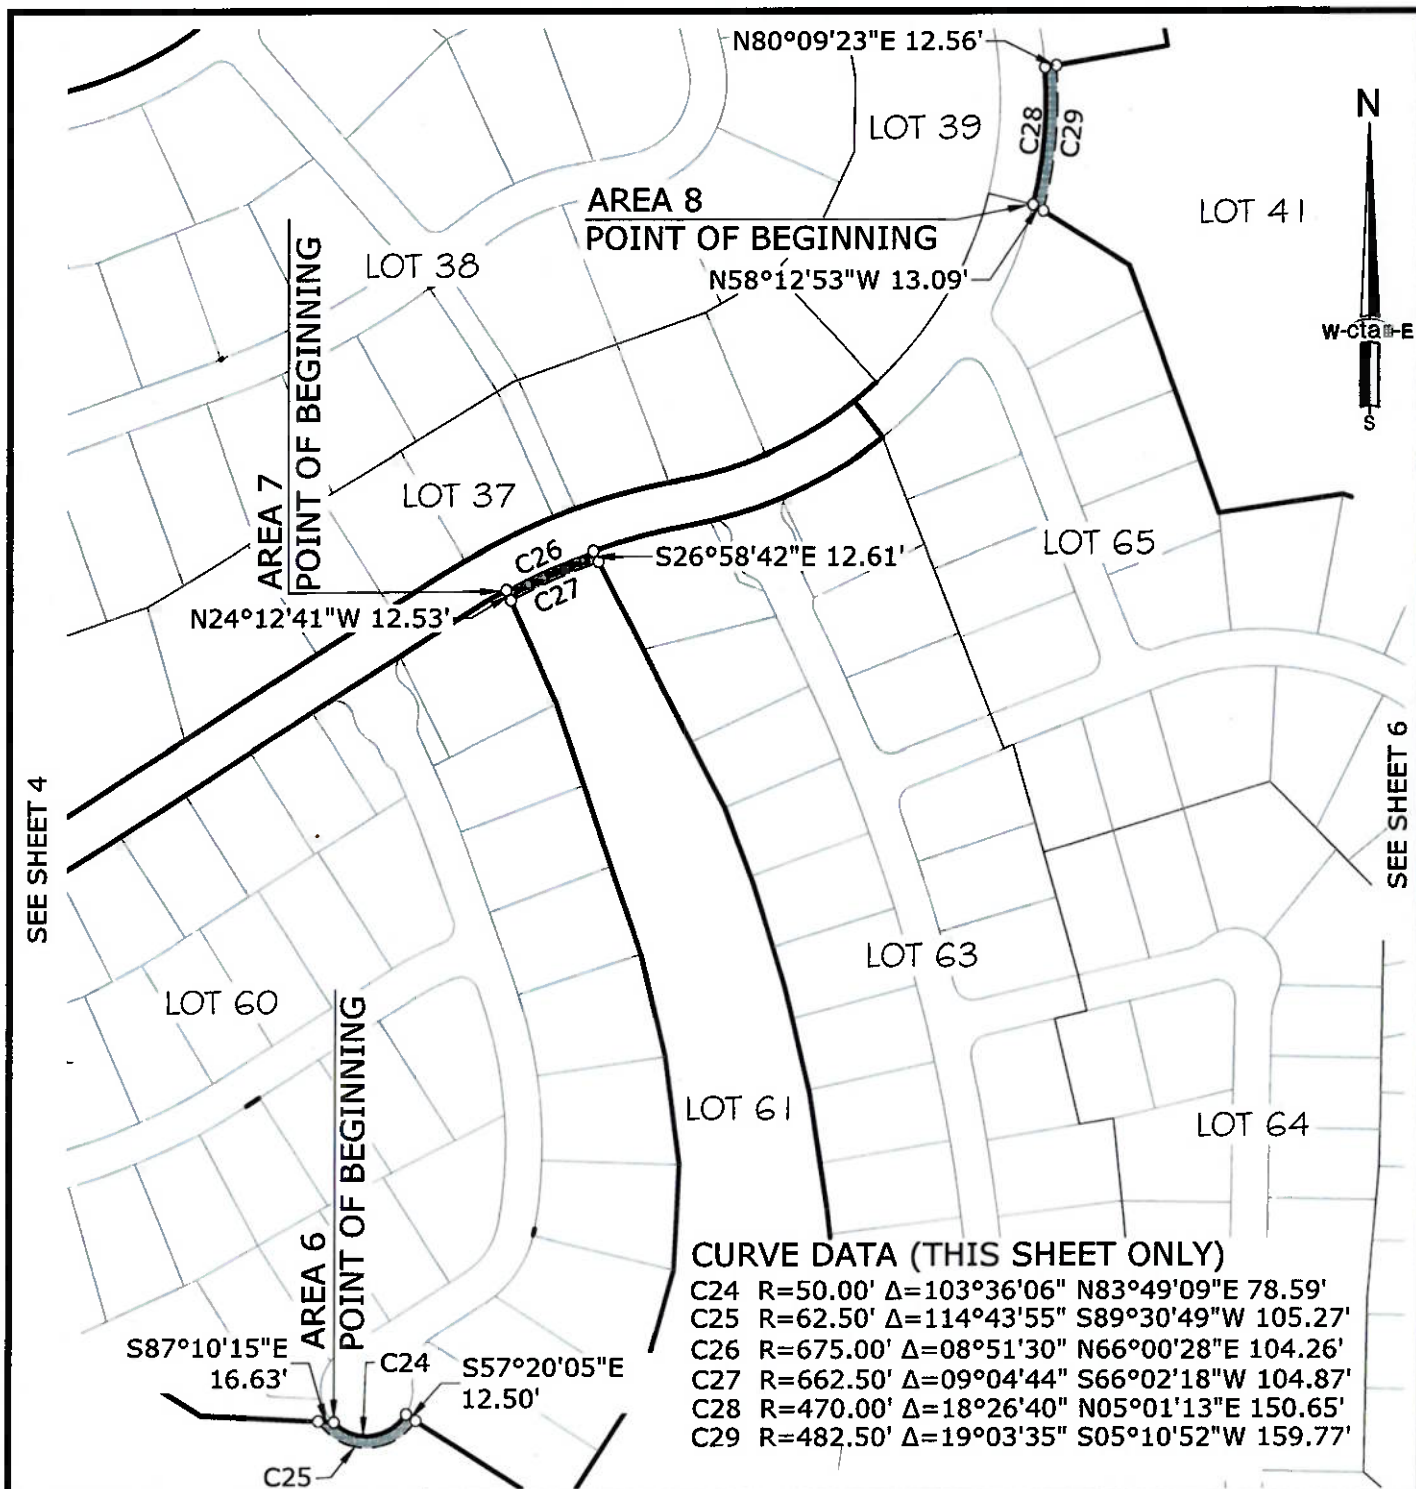 N80°09'23"E 12.56'
N
LOT 39
C28
C29
AREA 8
POINT OF BEGINNING
LOT 41
LOT 38
N58°12'53"W 13.09'
W-cta-E
S
AREA 7
POINT OF BEGINNING
LOT 37
C26
C27
S26°58'42"E 12.61'
LOT 65
N24°12'41"W 12.53'
SEE SHEET 4
SEE SHEET 6
LOT 63
LOT 60
LOT 61
LOT 64
AREA 6
POINT OF BEGINNING
S87°10'15"E
16.63'
C24
S57°20'05"E
12.50'
C25
CURVE DATA (THIS SHEET ONLY)
C24 R=50.00' Δ=103°36'06" N83°49'09"E 78.59'
C25 R=62.50' Δ=114°43'55" S89°30'49"W 105.27'
C26 R=675.00' Δ=08°51'30" N66°00'28"E 104.26'
C27 R=662.50' Δ=09°04'44" S66°02'18"W 104.87'
C28 R=470.00' Δ=18°26'40" N05°01'13"E 150.65'
C29 R=482.50' Δ=19°03'35" S05°10'52"W 159.77'